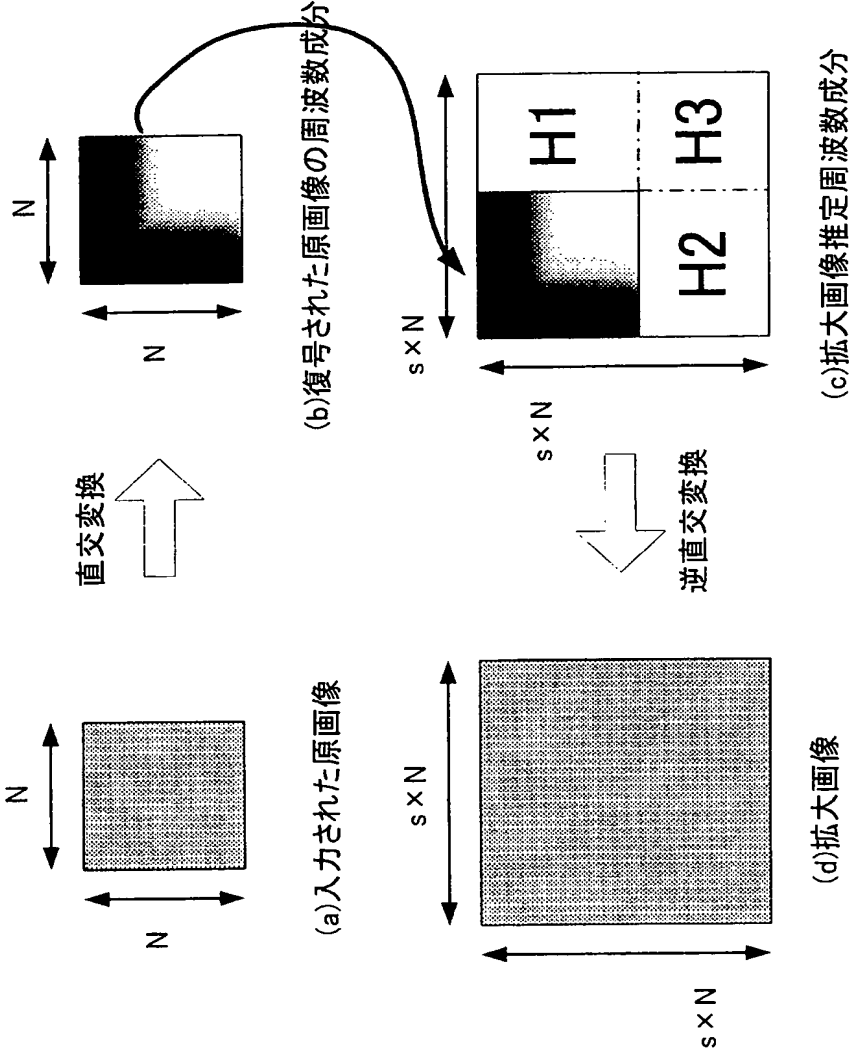 N
N
直交変換
N
N
(a)入力された原画像
(b)復号された原画像の周波数成分
s×N
s×N
s×N
H1
逆直交変換
s×N
H2
H3
(d)拡大画像
(c)拡大画像推定周波数成分